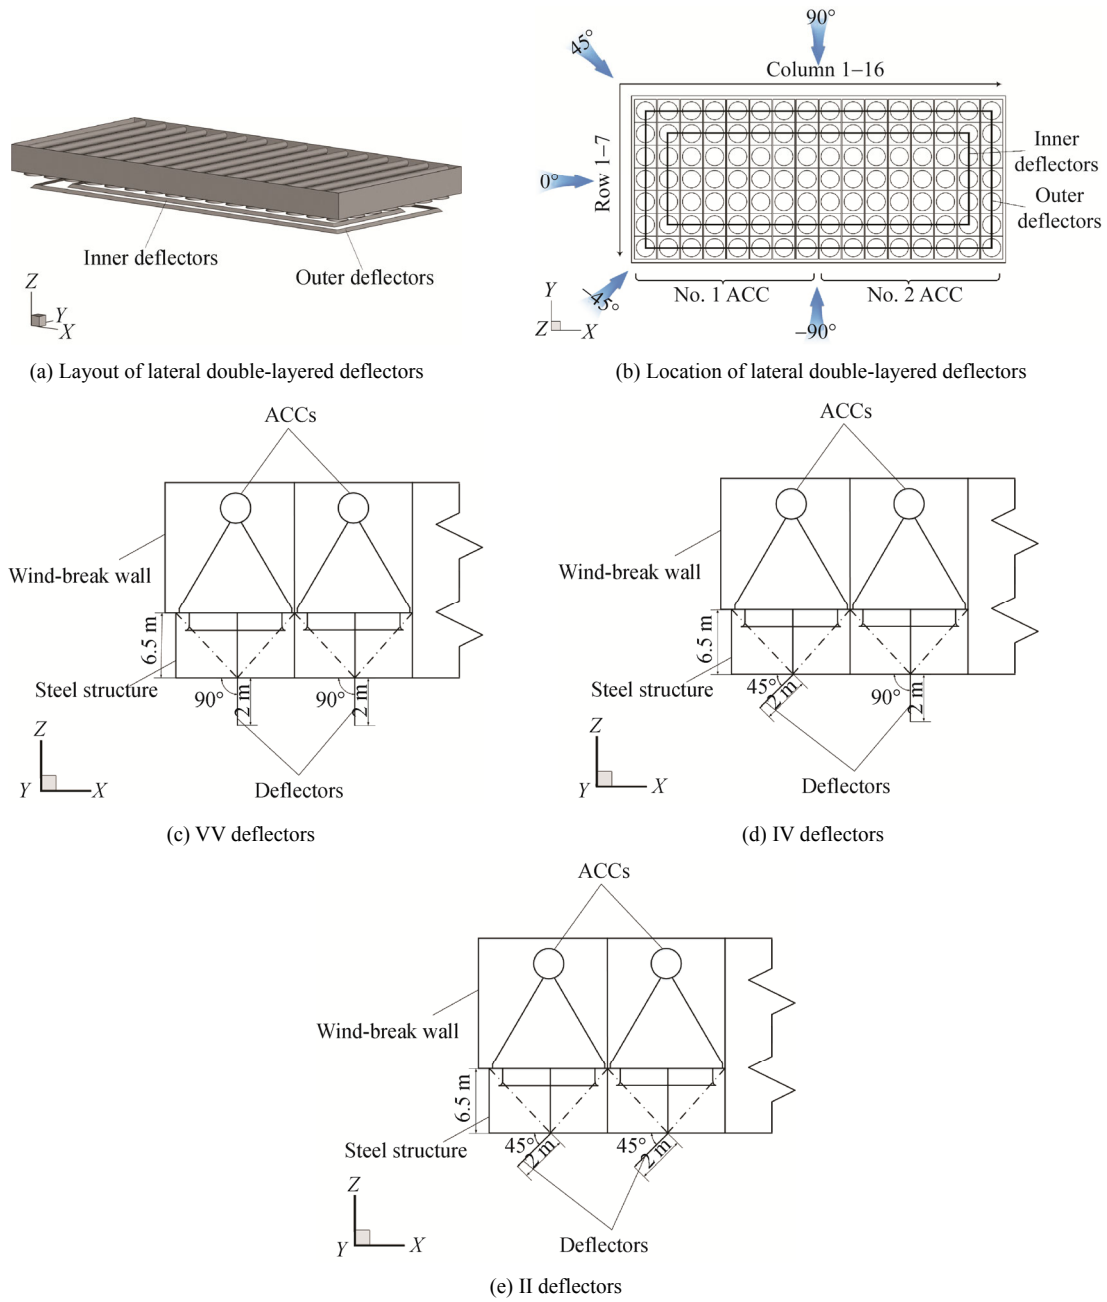 45°
90°
Column 1–16
Row 1–7
0°
Inner
deflectors
Outer
deflectors
–45°
No. 1 ACC
No. 2 ACC
–90°
Y
Z
X
Inner deflectors
Outer deflectors
Z
Y
X
(a) Layout of lateral double-layered deflectors
(b) Location of lateral double-layered deflectors
ACCs
Wind-break wall
6.5 m
Steel structure
90°
2 m
90°
2 m
Deflectors
Z
Y
X
(c) VV deflectors
ACCs
Wind-break wall
6.5 m
Steel structure
45°
2 m
90°
2 m
Deflectors
Z
Y
X
(d) IV deflectors
ACCs
Wind-break wall
6.5 m
Steel structure
45°
2 m
45°
2 m
Deflectors
Z
Y
X
(e) II deflectors